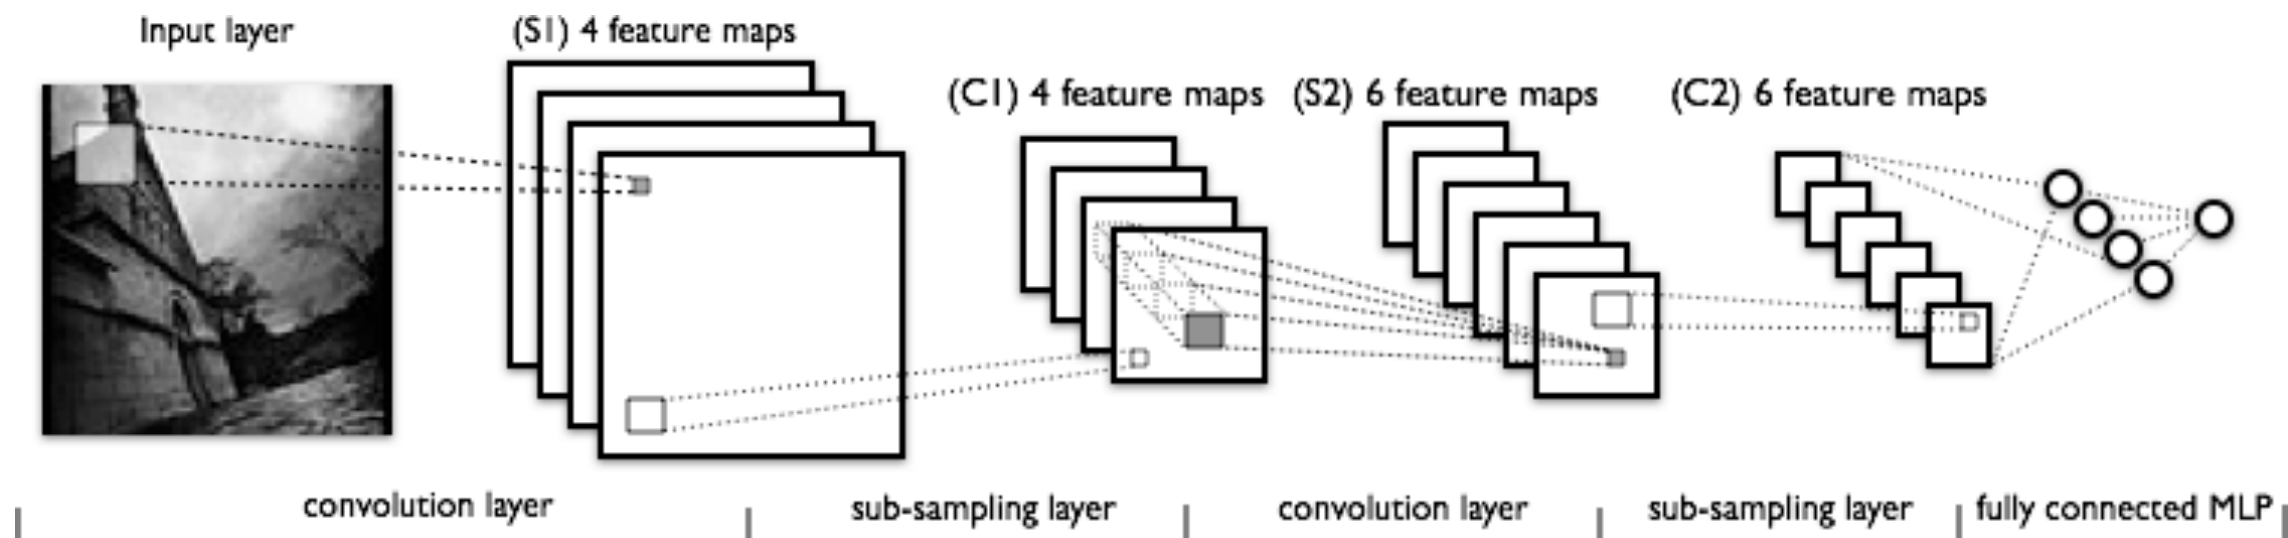 Input layer
(S1) 4 feature maps
(C1) 4 feature maps
(S2) 6 feature maps
(C2) 6 feature maps
convolution layer
sub-sampling layer
convolution layer
sub-sampling layer
fully connected MLP